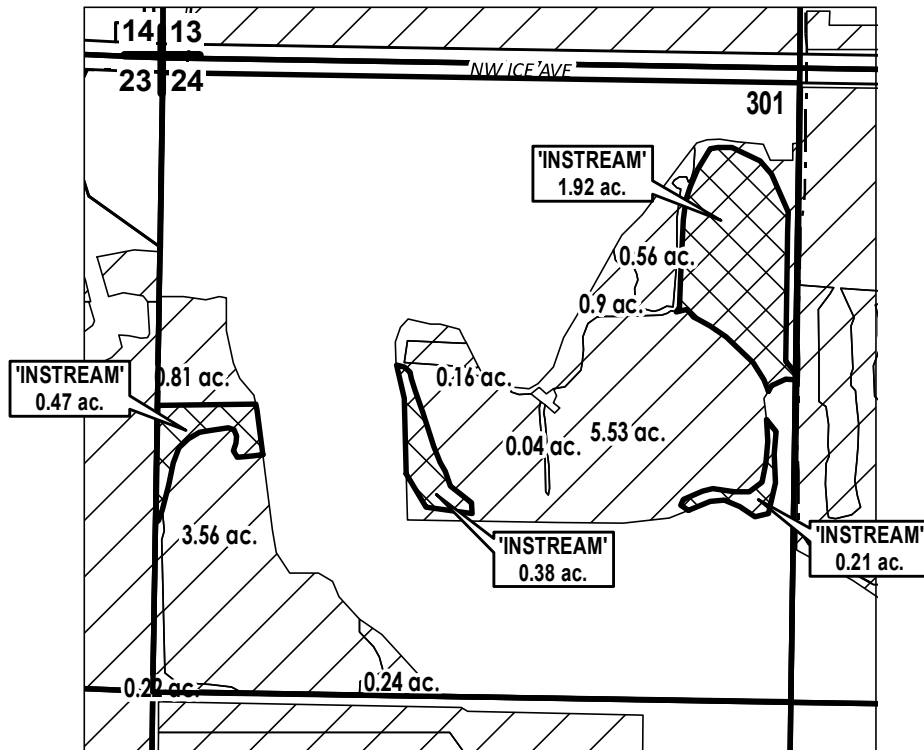 14 13
NW ICE AVE
23 24
301
'INSTREAM'
1.92 ac.
0.56 ac.
0.9 ac.
'INSTREAM'
0.47 ac.
0.81 ac.
0.16 ac.
0.04 ac.
5.53 ac.
3.56 ac.
'INSTREAM'
0.38 ac.
'INSTREAM'
0.21 ac.
0.22 ac.
0.24 ac.